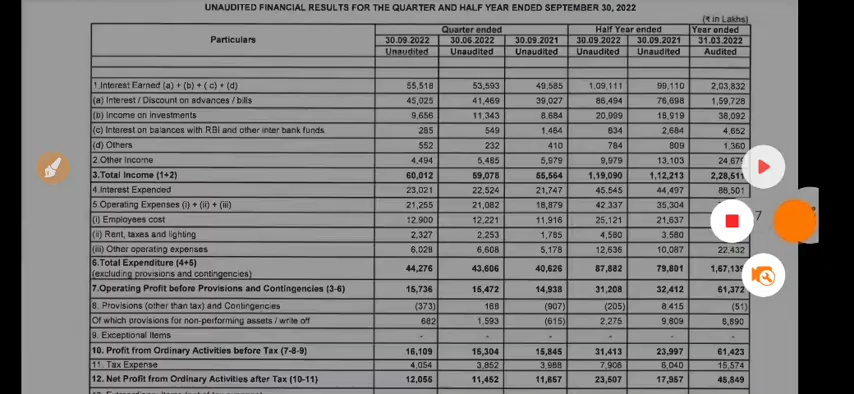 UNAUDITED FINANCIAL RESULTS FOR THE QUARTER AND HALF YEAR ENDED SEPTEMBER 30, 2022
(₹ in Lakhs)
Particulars Quarter ended Half Year ended Year ended
30.09.2022 30.06.2022 30.09.2021 30.09.2022 30.09.2021 31.03.2022
Unaudited Unaudited Unaudited Unaudited Unaudited Audited
1.Interest Earned (a) + (b) + ( c) + (d) 55,518 53,593 49,585 1,09,111 99,110 2,03,832
(a) Interest / Discount on advances / bills 45,025 41,469 39,027 86,494 76,698 1,59,728
(b) Income on investments 9,656 11,343 8,684 20,999 18,919 38,092
(c) Interest on balances with RBI and other inter bank funds 285 549 1,464 834 2,684 4,652
(d) Others 552 232 410 784 809 1,360
2.Other Income 4,494 5,485 5,979 9,979 13,103 24,679
3.Total Income (1+2) 60,012 59,078 55,564 1,19,090 1,12,213 2,28,511
4.Interest Expended 23,021 22,524 21,747 45,545 44,497 88,501
5.Operating Expenses (i) + (ii) + (iii) 21,255 21,082 18,879 42,337 35,304
(i) Employees cost 12,900 12,221 11,916 25,121 21,637
(ii) Rent, taxes and lighting 2,327 2,253 1,785 4,580 3,580
(iii) Other operating expenses 6,028 6,608 5,178 12,636 10,087 22,432
6.Total Expenditure (4+5) 44,276 43,606 40,626 87,882 79,801 1,67,139
(excluding provisions and contingencies)
7.Operating Profit before Provisions and Contingencies (3-6) 15,736 15,472 14,938 31,208 32,412 61,372
8. Provisions (other than tax) and Contingencies (373) 168 (907) (205) 8,415 (51)
Of which provisions for non-performing assets / write off 682 1,593 (615) 2,275 9,809 6,890
9. Exceptional Items - - - - - -
10. Profit from Ordinary Activities before Tax (7-8-9) 16,109 15,304 15,845 31,413 23,997 61,423
11. Tax Expense 4,054 3,852 3,988 7,906 6,040 15,574
12. Net Profit from Ordinary Activities after Tax (10-11) 12,055 11,452 11,857 23,507 17,957 45,849